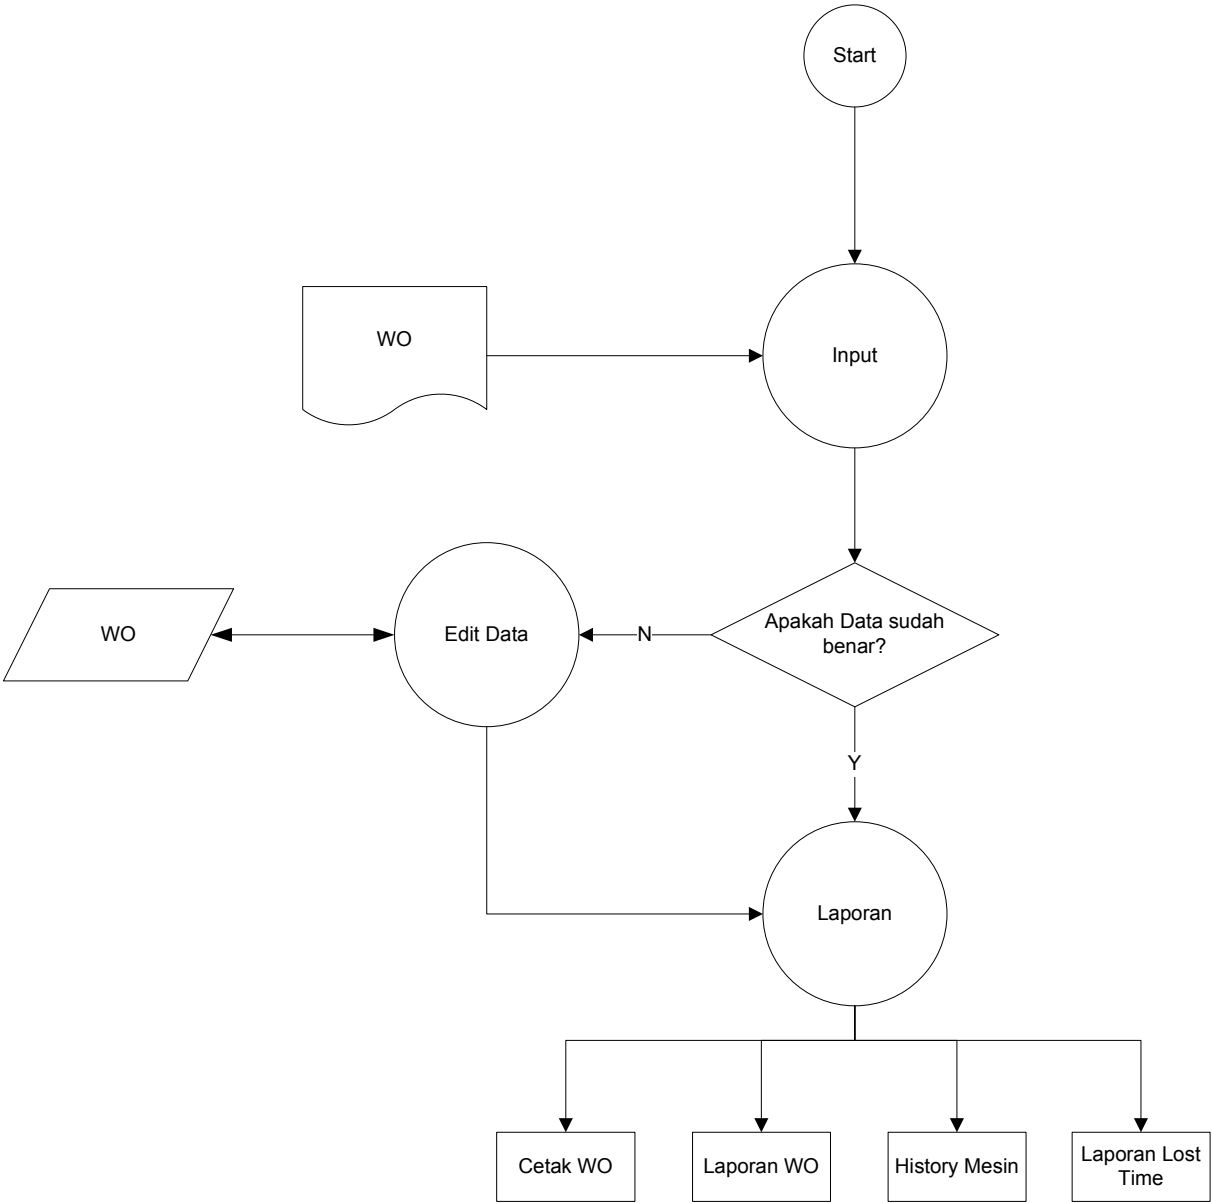 Start
WO
Input
Apakah Data sudah
benar?
N
Edit Data
WO
Y
Laporan
Cetak WO
Laporan WO
History Mesin
Laporan Lost
Time